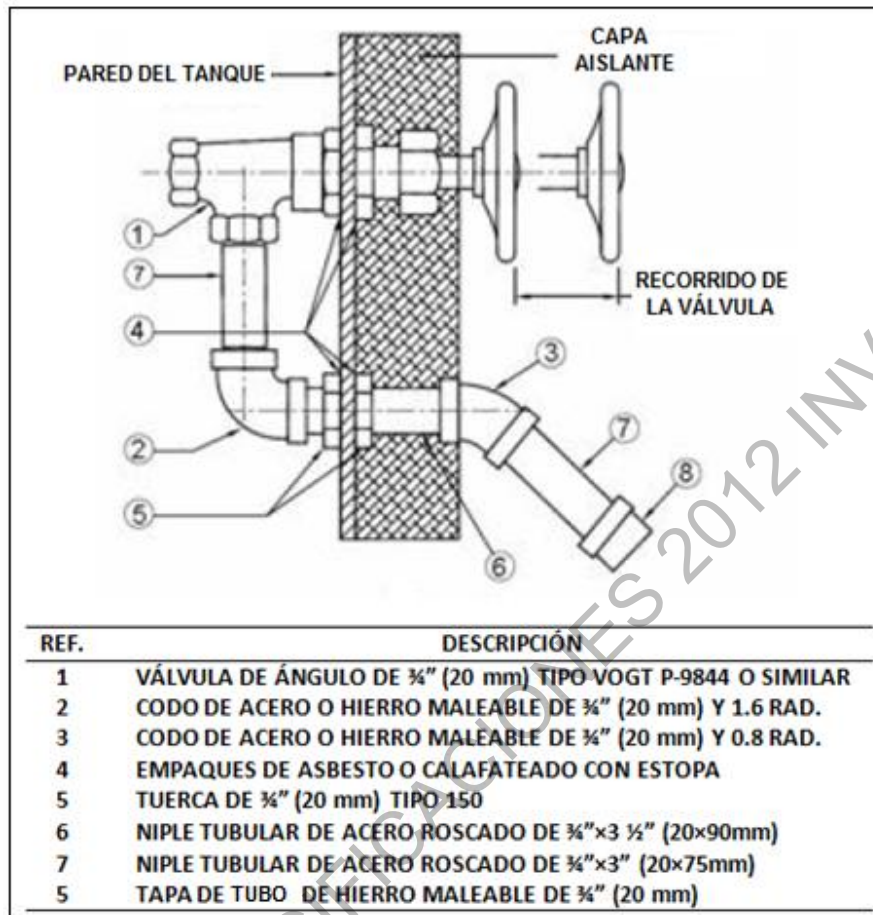 CAPA
AISLANTE
PARED DEL TANQUE
1
7
RECORRIDO DE
LA VÁLVULA
4
3
2
7
8
5
6
REF. DESCRIPCIÓN
1 VÁLVULA DE ÁNGULO DE ¾" (20 mm) TIPO VOGT P-9844 O SIMILAR
2 CODO DE ACERO O HIERRO MALEABLE DE ¾" (20 mm) Y 1.6 RAD.
3 CODO DE ACERO O HIERRO MALEABLE DE ¾" (20 mm) Y 0.8 RAD.
4 EMPAQUES DE ASBESTO O CALAFATEADO CON ESTOPA
5 TUERCA DE ¾" (20 mm) TIPO 150
6 NIPLE TUBULAR DE ACERO ROSCADO DE ¾"×3 ½" (20×90mm)
7 NIPLE TUBULAR DE ACERO ROSCADO DE ¾"×3" (20×75mm)
5 TAPA DE TUBO DE HIERRO MALEABLE DE ¾" (20 mm)
IFICACIONES 2012 INV